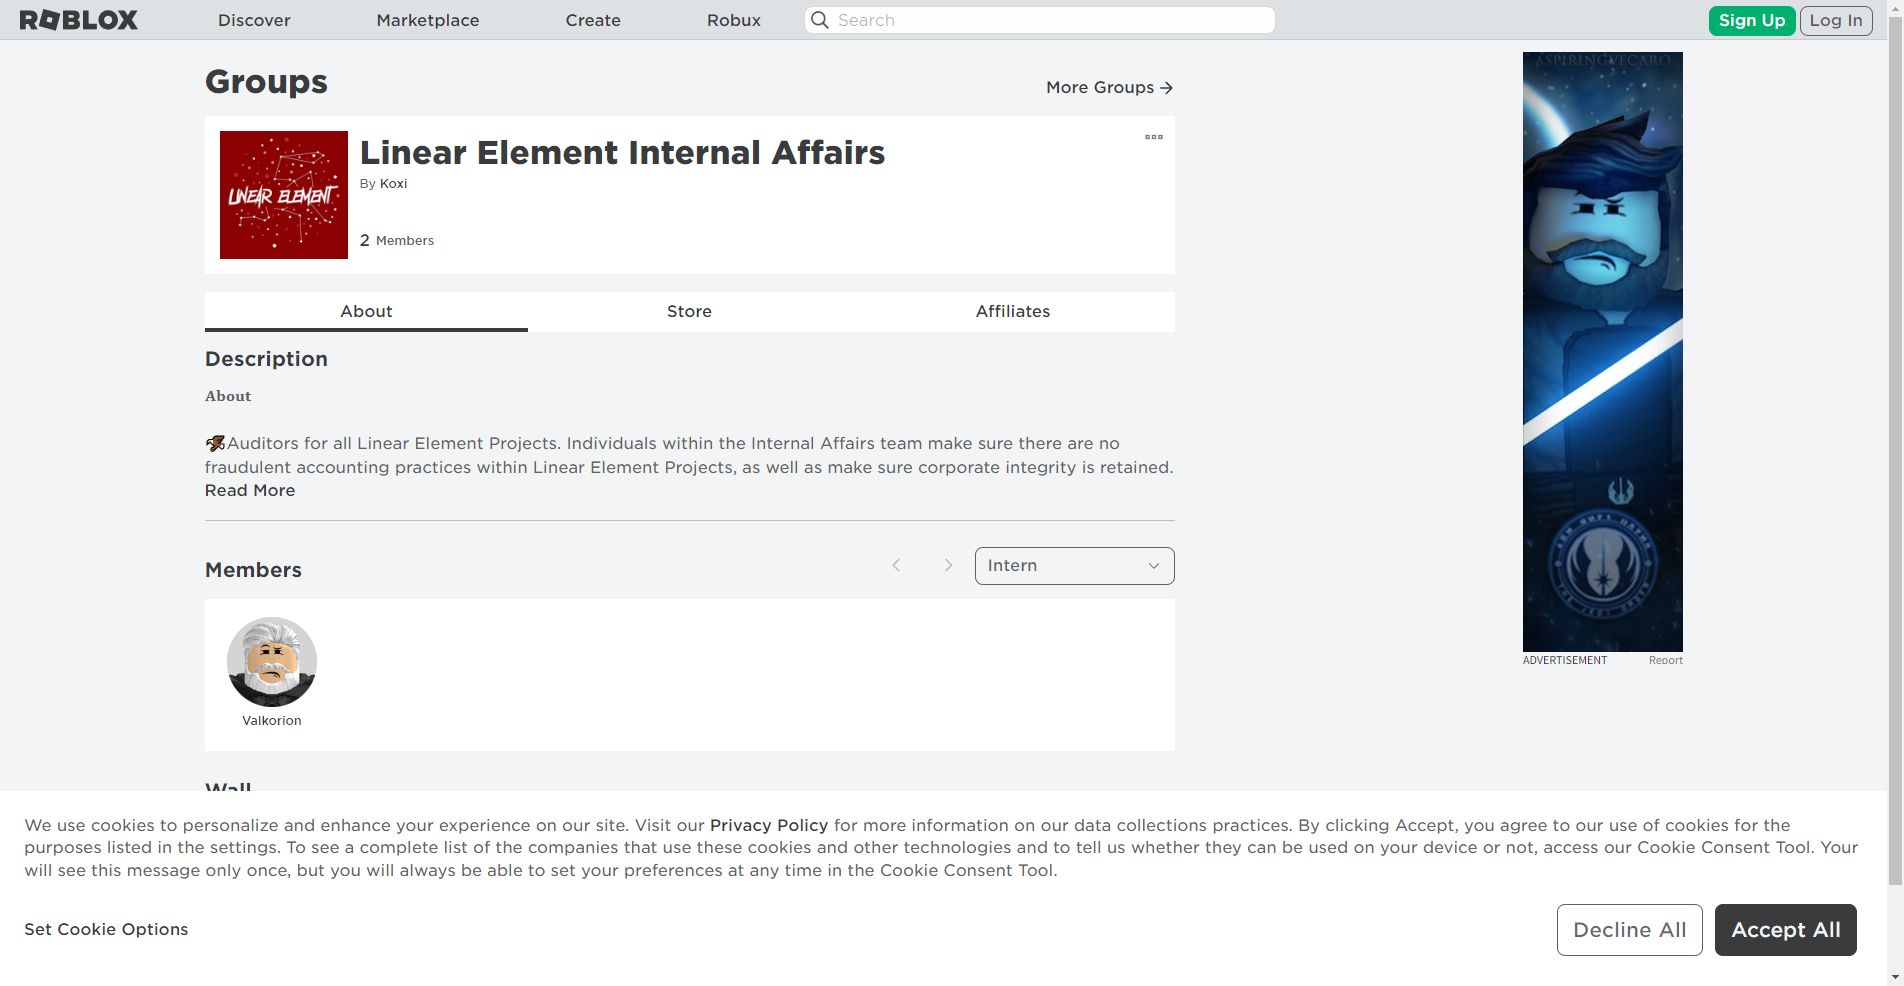 ROBLOX Discover Marketplace Create Robux Search Sign Up Log In
Groups
More Groups →
LINEAR ELEMENT
Linear Element Internal Affairs
By Koxi
2 Members
About Store Affiliates
Description
About
Auditors for all Linear Element Projects. Individuals within the Internal Affairs team make sure there are no
fraudulent accounting practices within Linear Element Projects, as well as make sure corporate integrity is retained.
Read More
Members
Intern
Valkorion
Wall
ASPIRINGVECARO
ADVERTISEMENT Report
We use cookies to personalize and enhance your experience on our site. Visit our Privacy Policy for more information on our data collections practices. By clicking Accept, you agree to our use of cookies for the
purposes listed in the settings. To see a complete list of the companies that use these cookies and other technologies and to tell us whether they can be used on your device or not, access our Cookie Consent Tool. Your
will see this message only once, but you will always be able to set your preferences at any time in the Cookie Consent Tool.
Set Cookie Options
Decline All
Accept All